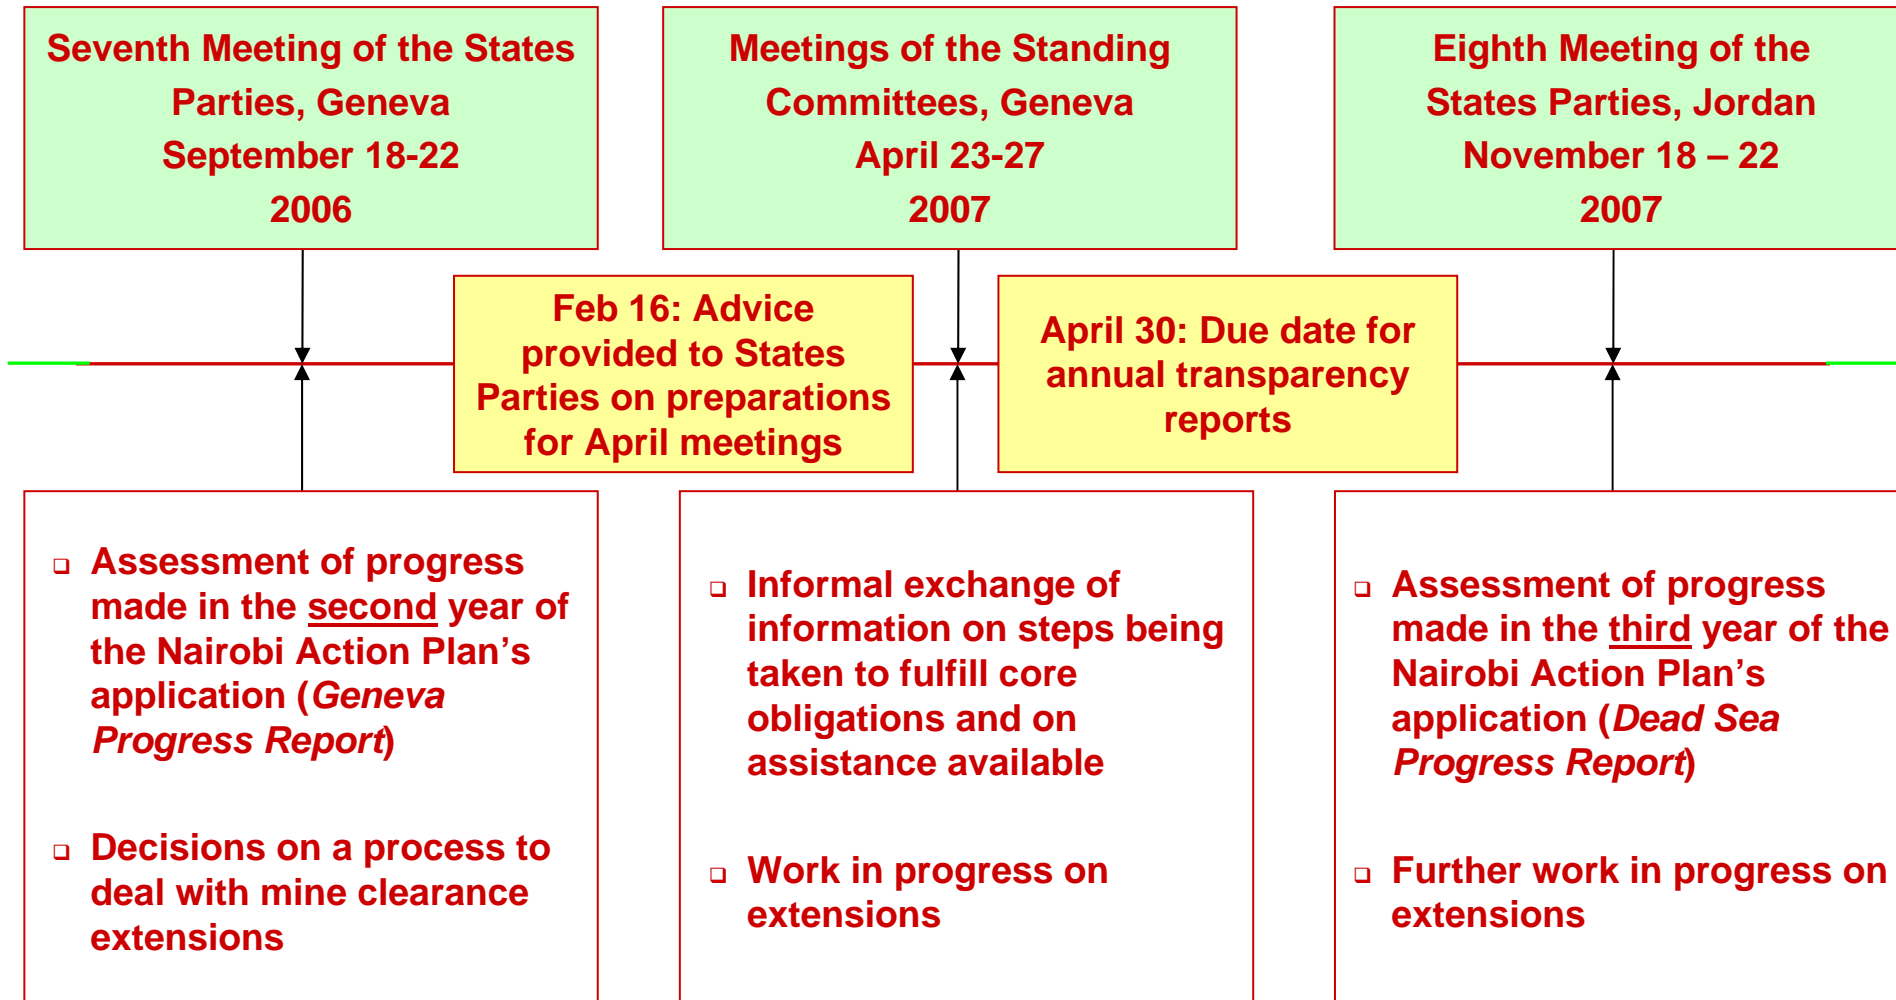 Seventh Meeting of the States
Parties, Geneva
September 18-22
2006
Meetings of the Standing
Committees, Geneva
April 23-27
2007
Eighth Meeting of the
States Parties, Jordan
November 18 – 22
2007
Feb 16: Advice
provided to States
Parties on preparations
for April meetings
April 30: Due date for
annual transparency
reports
Assessment of progress
made in the second year of
the Nairobi Action Plan’s
application (Geneva
Progress Report)
Decisions on a process to
deal with mine clearance
extensions
Informal exchange of
information on steps being
taken to fulfill core
obligations and on
assistance available
Work in progress on
extensions
Assessment of progress
made in the third year of the
Nairobi Action Plan’s
application (Dead Sea
Progress Report)
Further work in progress on
extensions